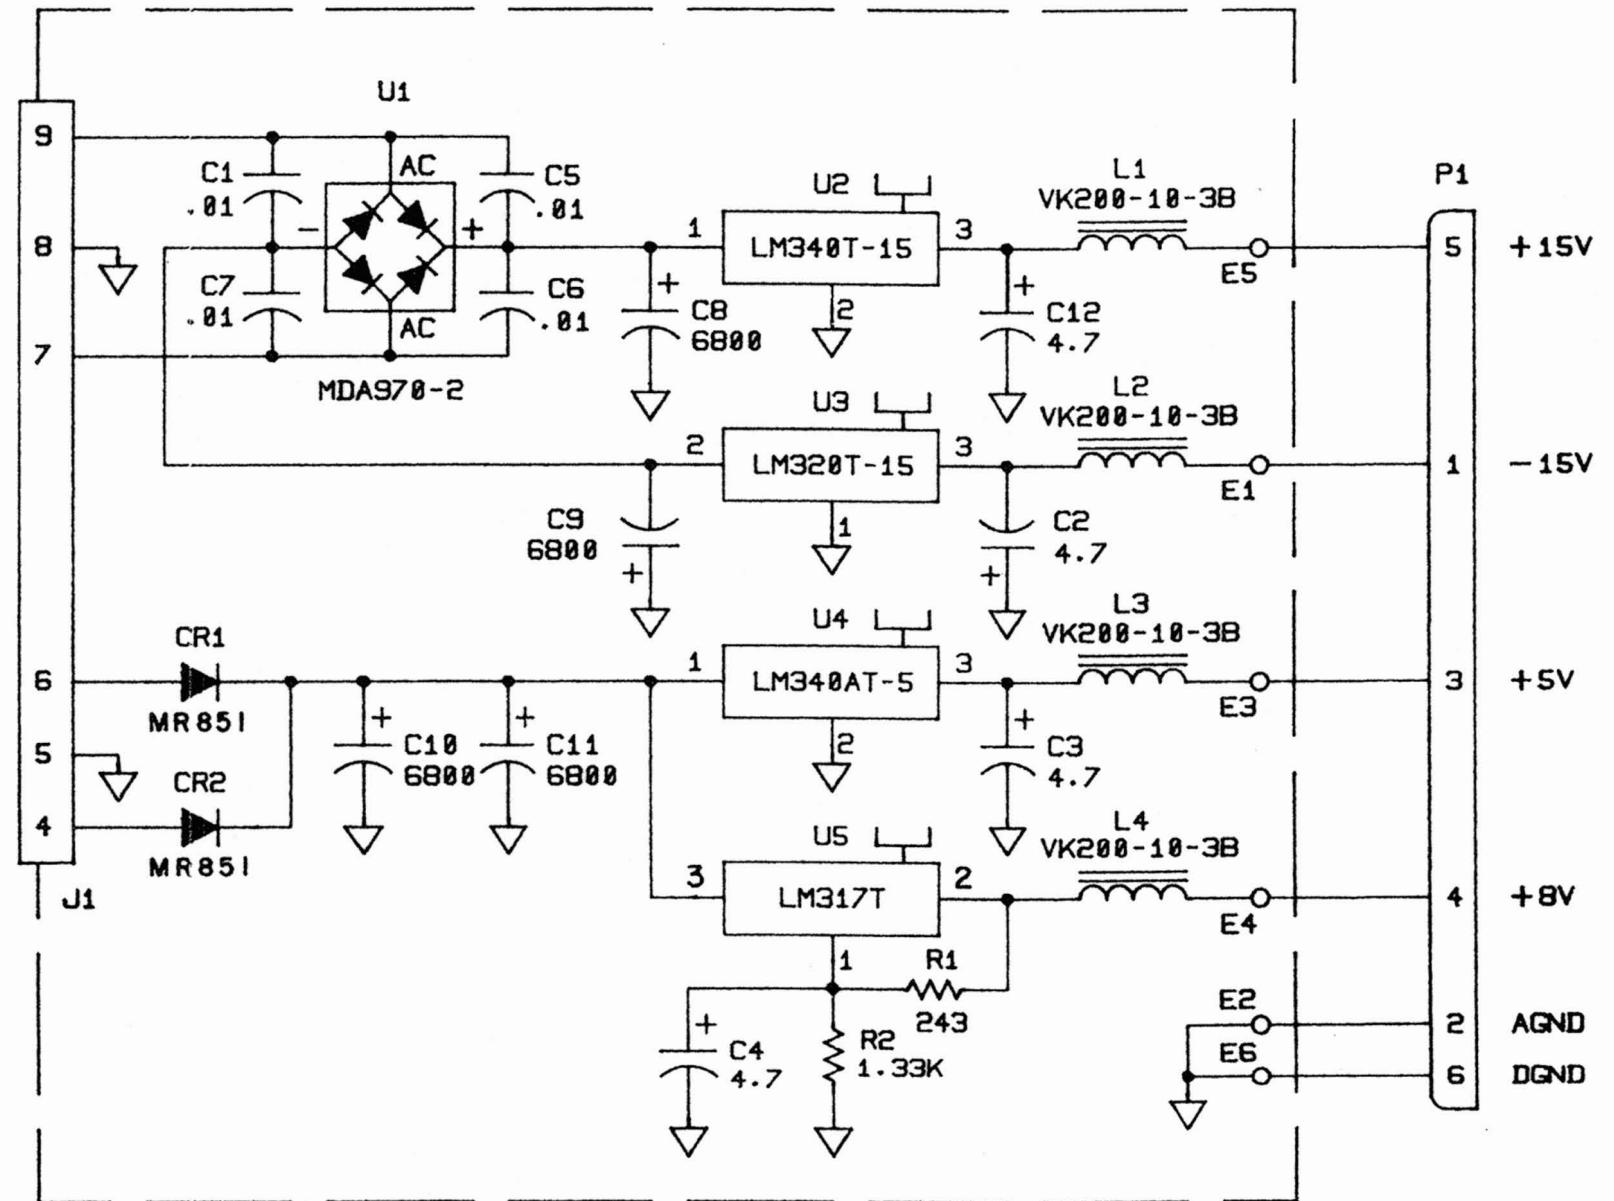 U1
9
C1
.01
AC
C5
.01
8
-
+
C7
.01
C6
.01
AC
7
MDA970-2
1
U2
LM340T-15
3
2
+
C8
6800
+
C12
4.7
L1
VK200-10-3B
E5
P1
5
+15V
2
U3
LM320T-15
3
1
C9
6800
+
C2
4.7
+
L2
VK200-10-3B
E1
1
-15V
6
CR1
MR851
5
CR2
4
MR851
J1
+
C10
6800
+
C11
6800
1
U4
LM340AT-5
3
2
+
C3
4.7
L3
VK200-10-3B
E3
3
+5V
3
U5
LM317T
2
1
R1
243
+
C4
4.7
R2
1.33K
L4
VK200-10-3B
E4
4
+8V
E2
2
AGND
E6
6
DGND